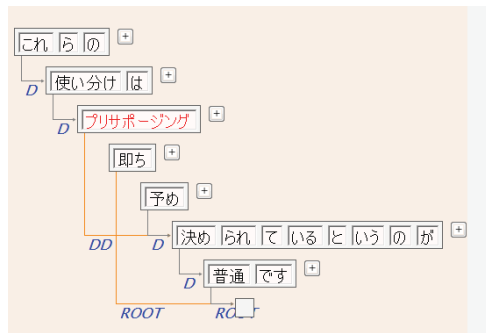 これ ら の +
D 使い分け は +
D プリサポージング +
即ち +
予め +
DD D 決め られ て いる と いう の が +
D 普通 です +
ROOT ROOT